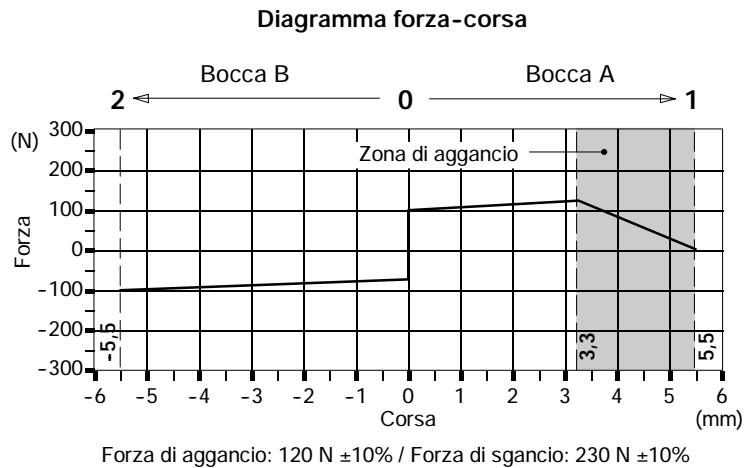 Diagramma forza-corsa
Bocca B
Bocca A
2
0
1
(N)
300
200
100
0
-100
-200
-300
Forza
Zona di aggancio
-5,5
3,3
5,5
-6 -5 -4 -3 -2 -1 0 1 2 3 4 5 6
Corsa
(mm)
Forza di aggancio: 120 N ±10% / Forza di sgancio: 230 N ±10%